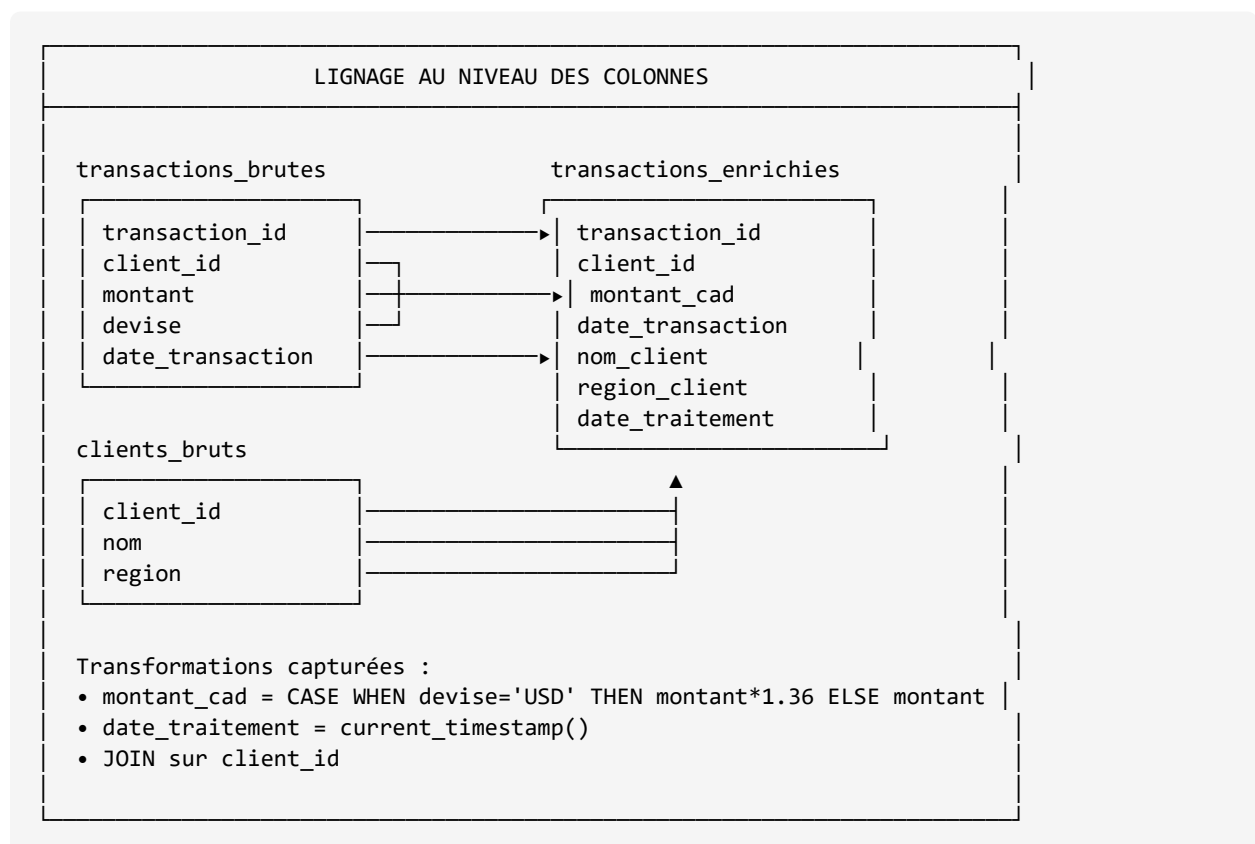 LIGNAGE AU NIVEAU DES COLONNES
transactions_brutes transactions_enrichies
transaction_id transaction_id
client_id client_id
montant montant_cad
devise date_transaction
date_transaction nom_client
region_client
date_traitement
clients_bruts
client_id
nom
region
Transformations capturées :
• montant_cad = CASE WHEN devise='USD' THEN montant*1.36 ELSE montant
• date_traitement = current_timestamp()
• JOIN sur client_id